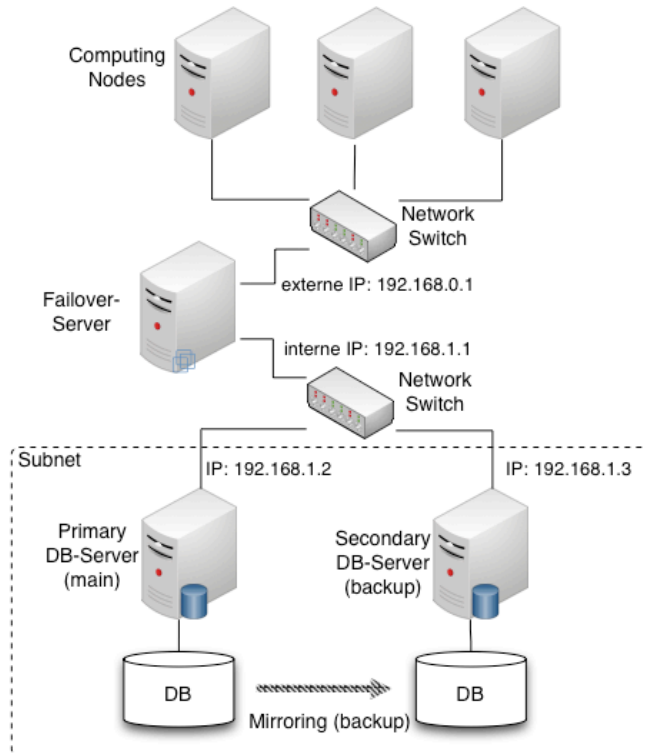 Computing
Nodes
Network
Switch
externe IP: 192.168.0.1
Failover-
Server
interne IP: 192.168.1.1
Network
Switch
Subnet
IP: 192.168.1.2
IP: 192.168.1.3
Primary
DB-Server
(main)
Secondary
DB-Server
(backup)
DB
DB
Mirroring (backup)